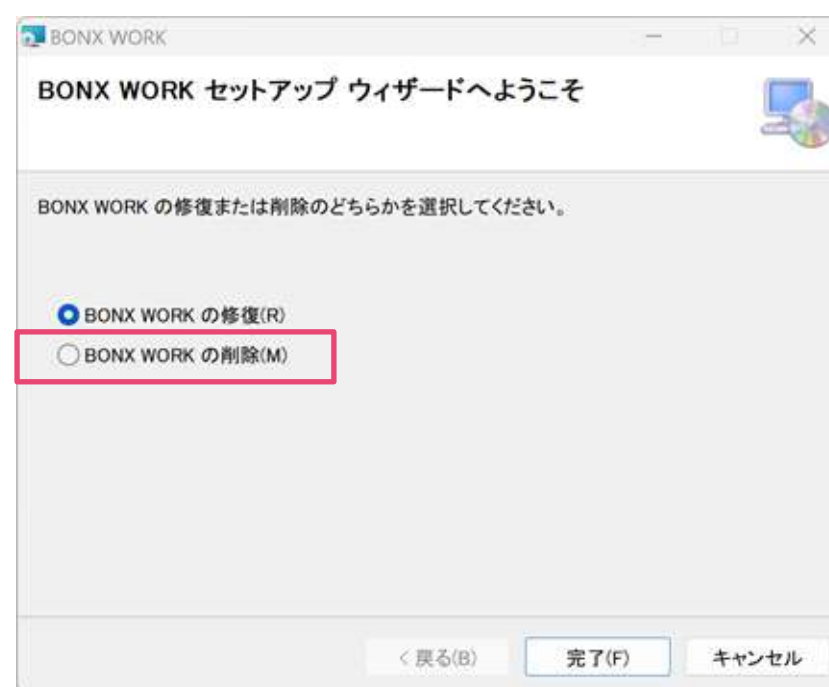 BONX WORK
BONX WORK セットアップ ウィザードへようこそ
BONX WORK の修復または削除のどちらかを選択してください。
BONX WORK の修復(R)
BONX WORK の削除(M)
< 戻る(B)
完了(F)
キャンセル